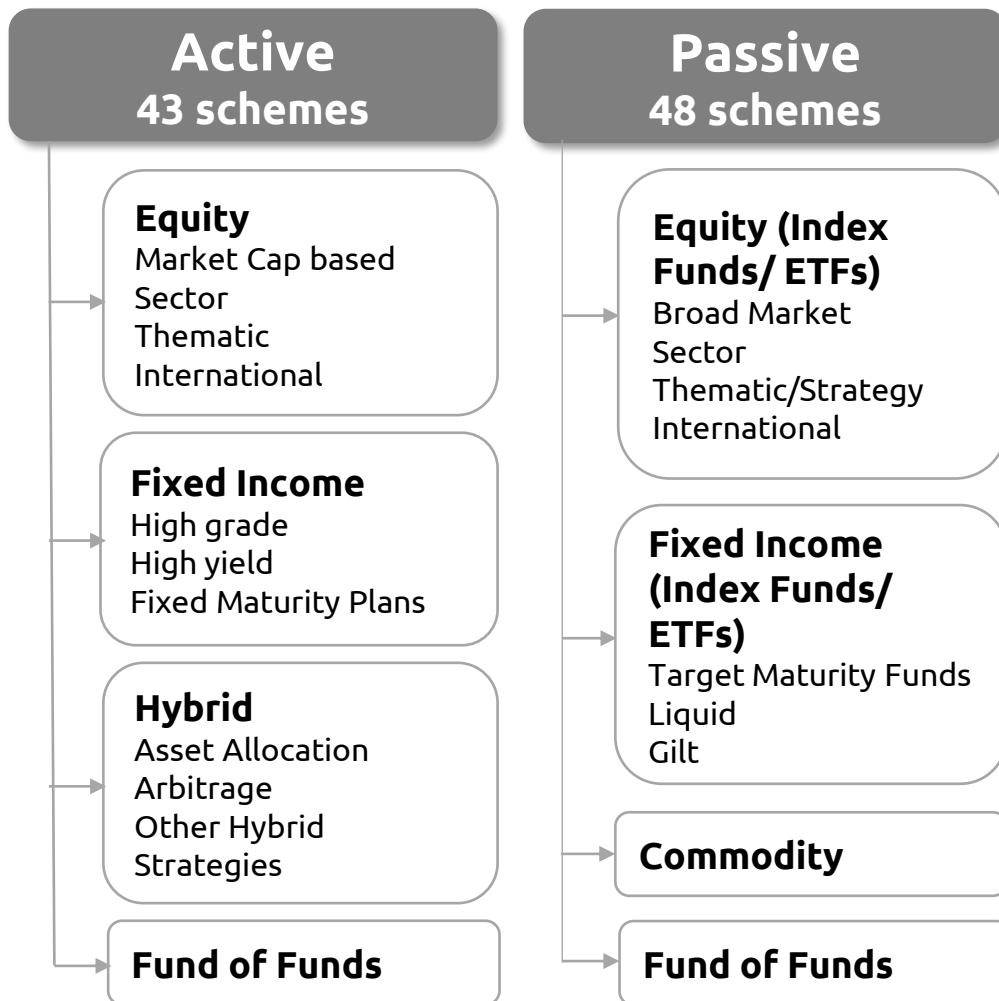 Active
43 schemes
Equity
Market Cap based
Sector
Thematic
International
Fixed Income
High grade
High yield
Fixed Maturity Plans
Hybrid
Asset Allocation
Arbitrage
Other Hybrid
Strategies
Fund of Funds
Passive
48 schemes
Equity (Index
Funds/ ETFs)
Broad Market
Sector
Thematic/Strategy
International
Fixed Income
(Index Funds/
ETFs)
Target Maturity Funds
Liquid
Gilt
Commodity
Fund of Funds